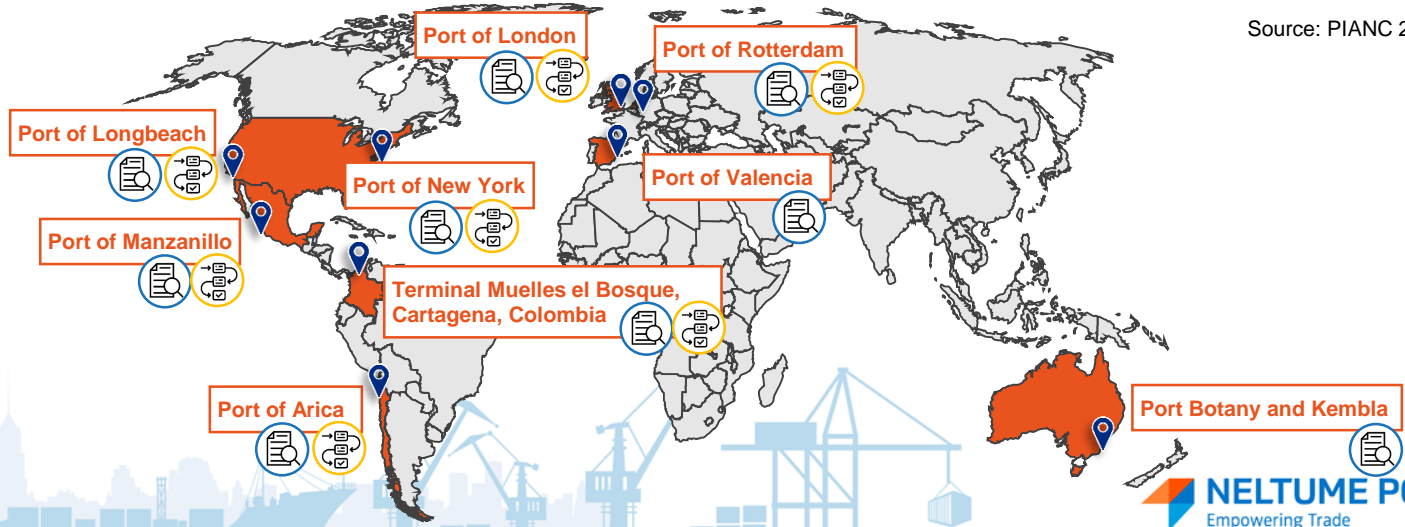 Source: PIANC 2
Port of London
Port of Rotterdam
Port of Longbeach
Port of New York
Port of Valencia
Port of Manzanillo
Terminal Muelles el Bosque,
Cartagena, Colombia
Port of Arica
Port Botany and Kembla
NELTUME PO
Empowering Trade